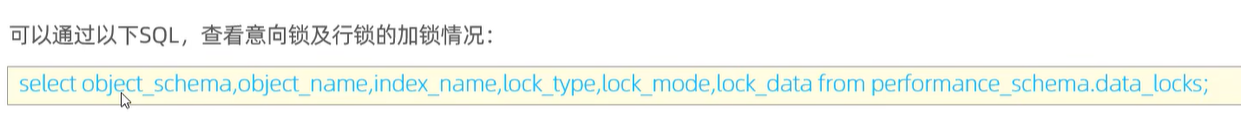 可以通过以下SQL，查看意向锁及行锁的加锁情况：
select object_schema,object_name,index_name,lock_type,lock_mode,lock_data from performance_schema.data_locks;